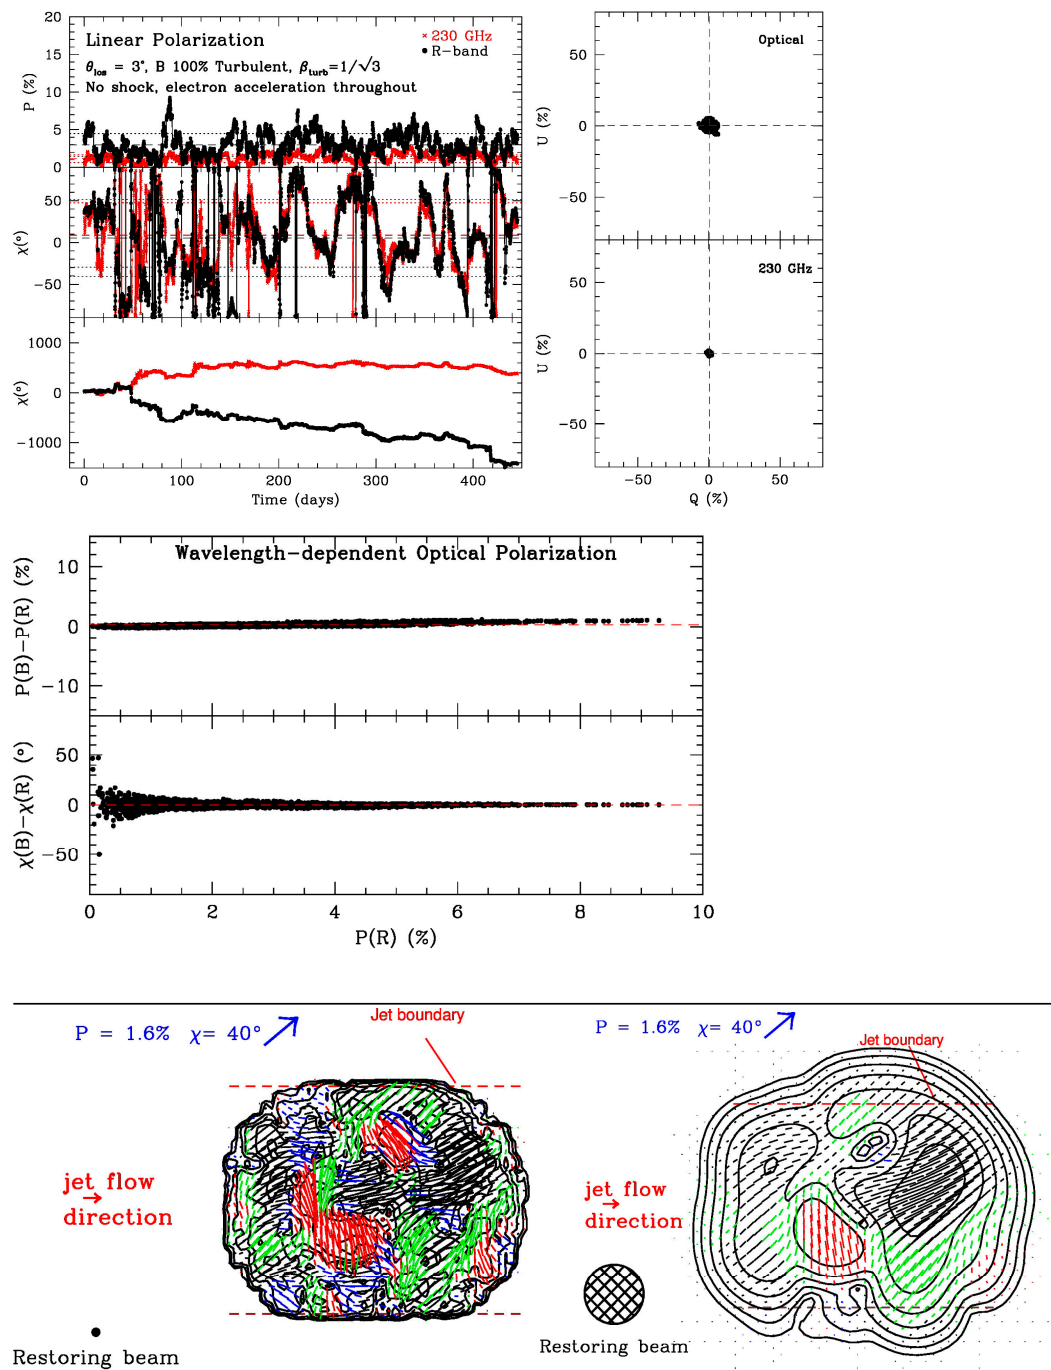 Linear Polarization
× 230 GHz
• R-band
θlos = 3°, B 100% Turbulent, βturb=1/√3
No shock, electron acceleration throughout
P (%)
20
15
10
5
0
χ(°)
50
0
−50
χ(°)
1000
0
−1000
0 100 200 300 400
Time (days)
Optical
U (%)
50
0
−50
230 GHz
U (%)
50
0
−50
−50 0 50
Q (%)
Wavelength−dependent Optical Polarization
P(B)−P(R) (%)
10
0
−10
χ(B)−χ(R) (°)
50
0
−50
0 2 4 6 8 10
P(R) (%)
P = 1.6% χ= 40°
Jet boundary
jet flow
→
direction
Restoring beam
P = 1.6% χ= 40°
Jet boundary
jet flow
→
direction
Restoring beam